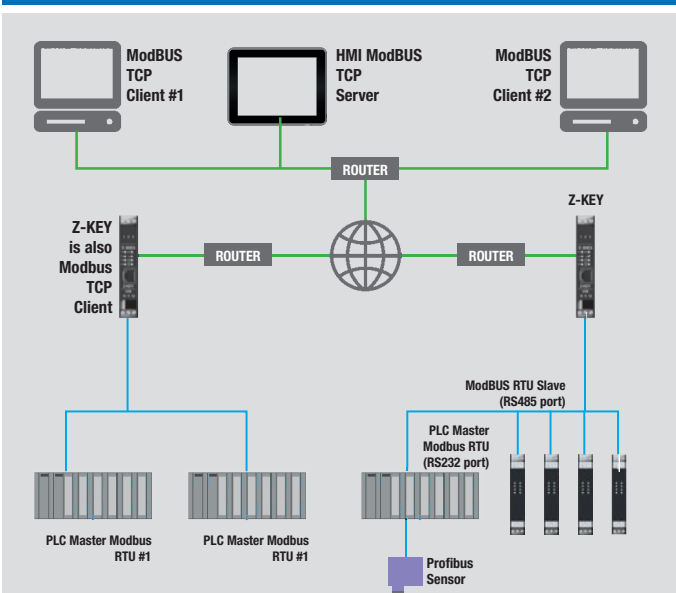 ModBUS
TCP
Client #1
HMI ModBUS
TCP
Server
ModBUS
TCP
Client #2
ROUTER
Z-KEY
is also
Modbus
TCP
Client
ROUTER
ROUTER
Z-KEY
ModBUS RTU Slave
(RS485 port)
PLC Master
Modbus RTU
(RS232 port)
PLC Master Modbus
RTU #1
PLC Master Modbus
RTU #1
Profibus
Sensor